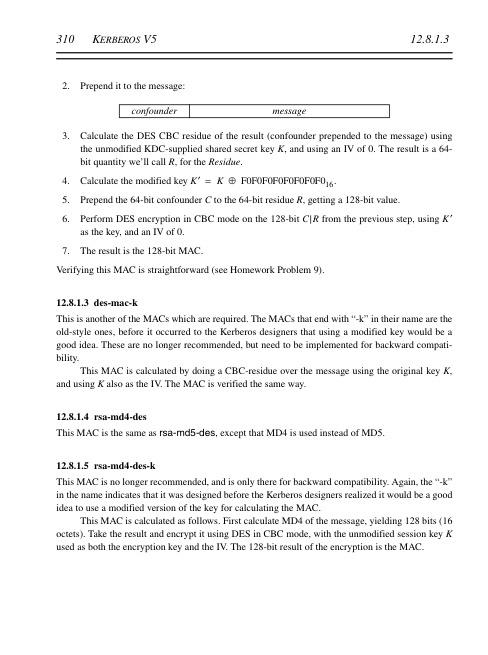 310 KERBEROS V5 12.8.1.3
2. Prepend it to the message:
confounder message
3. Calculate the DES CBC residue of the result (confounder prepended to the message) using
the unmodified KDC-supplied shared secret key K, and using an IV of 0. The result is a 64-
bit quantity we'll call R, for the Residue.
4. Calculate the modified key K′ = K ⊕ F0F0F0F0F0F0F0F0₁₆.
5. Prepend the 64-bit confounder C to the 64-bit residue R, getting a 128-bit value.
6. Perform DES encryption in CBC mode on the 128-bit C|R from the previous step, using K′
as the key, and an IV of 0.
7. The result is the 128-bit MAC.
Verifying this MAC is straightforward (see Homework Problem 9).
12.8.1.3 des-mac-k
This is another of the MACs which are required. The MACs that end with “-k” in their name are the
old-style ones, before it occurred to the Kerberos designers that using a modified key would be a
good idea. These are no longer recommended, but need to be implemented for backward compati-
bility.
This MAC is calculated by doing a CBC-residue over the message using the original key K,
and using K also as the IV. The MAC is verified the same way.
12.8.1.4 rsa-md4-des
This MAC is the same as rsa-md5-des, except that MD4 is used instead of MD5.
12.8.1.5 rsa-md4-des-k
This MAC is no longer recommended, and is only there for backward compatibility. Again, the “-k”
in the name indicates that it was designed before the Kerberos designers realized it would be a good
idea to use a modified version of the key for calculating the MAC.
This MAC is calculated as follows. First calculate MD4 of the message, yielding 128 bits (16
octets). Take the result and encrypt it using DES in CBC mode, with the unmodified session key K
used as both the encryption key and the IV. The 128-bit result of the encryption is the MAC.